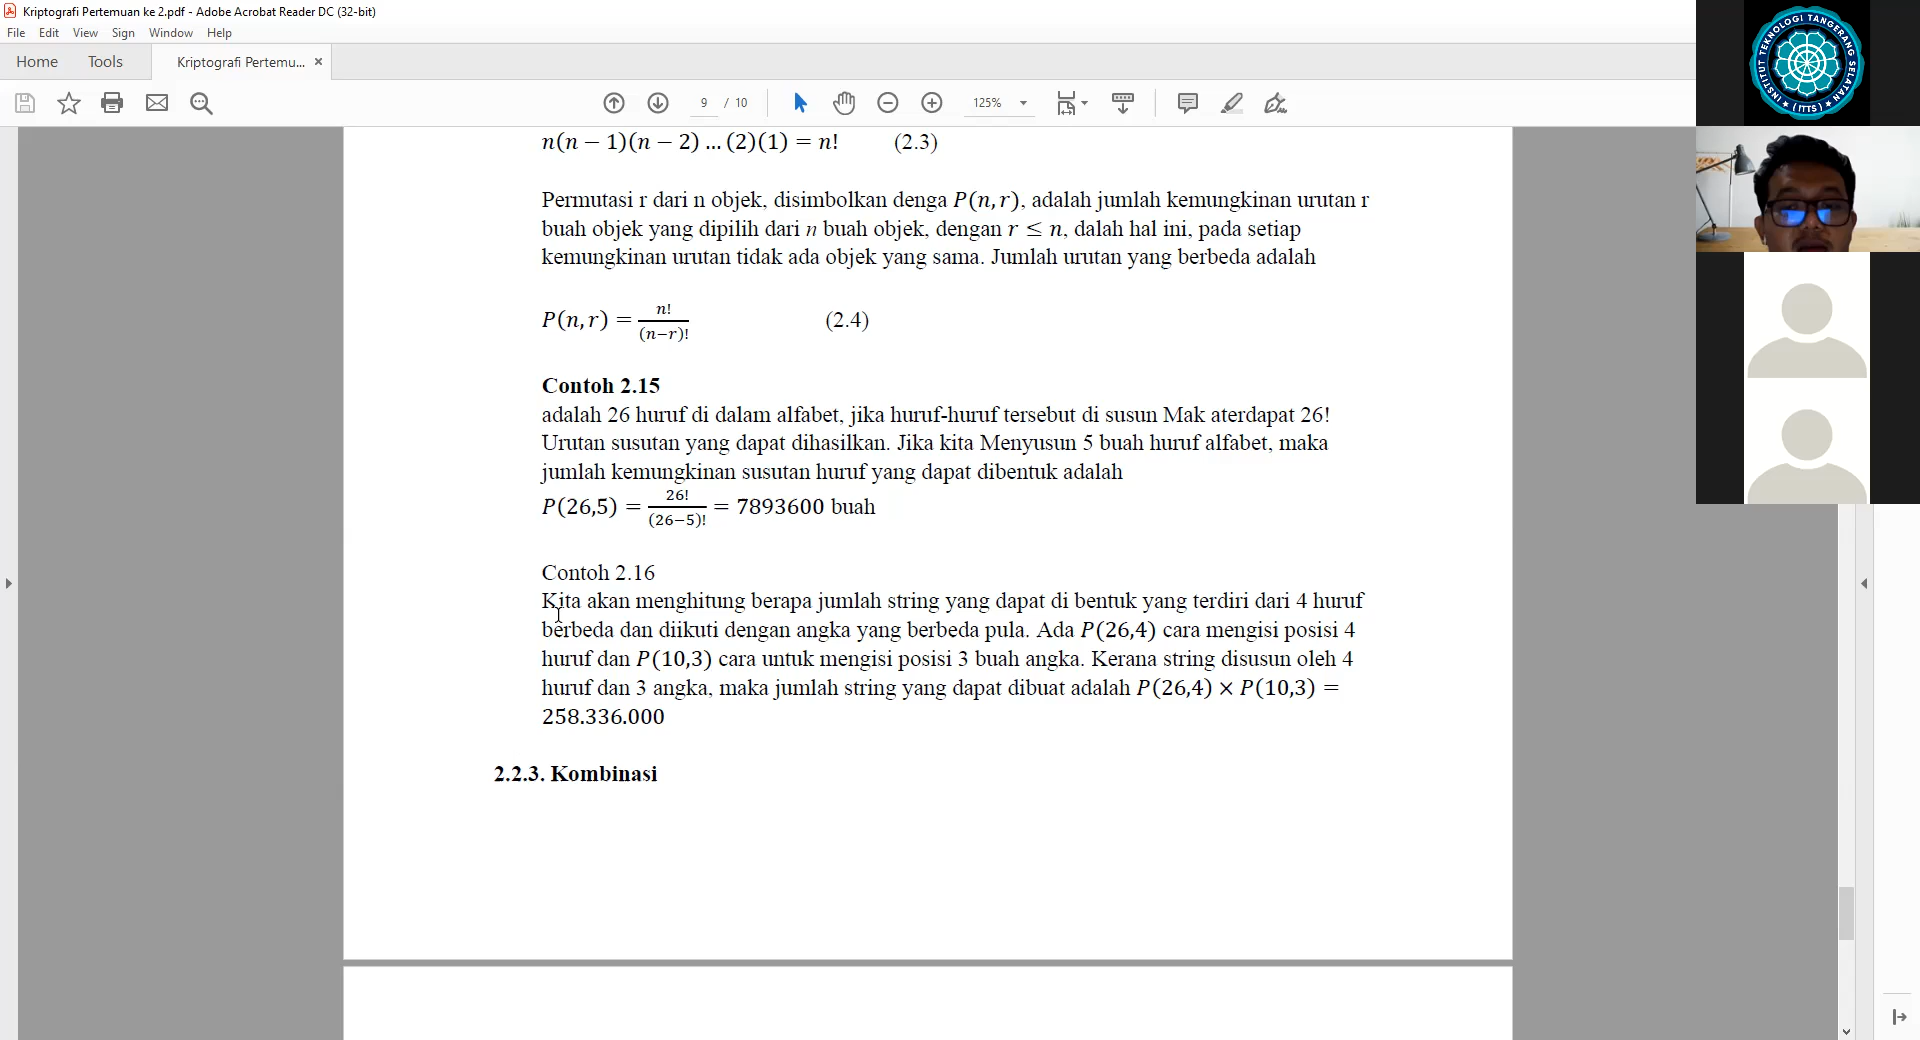 Kriptografi Pertemuan ke 2.pdf - Adobe Acrobat Reader DC (32-bit)
File Edit View Sign Window Help
Home Tools Kriptografi Pertemu... ×
9 / 10 125%
n(n − 1)(n − 2) … (2)(1) = n! (2.3)
Permutasi r dari n objek, disimbolkan denga P(n, r), adalah jumlah kemungkinan urutan r
buah objek yang dipilih dari n buah objek, dengan r ≤ n, dalah hal ini, pada setiap
kemungkinan urutan tidak ada objek yang sama. Jumlah urutan yang berbeda adalah
P(n, r) = n!/(n−r)! (2.4)
Contoh 2.15
adalah 26 huruf di dalam alfabet, jika huruf-huruf tersebut di susun Mak aterdapat 26!
Urutan susutan yang dapat dihasilkan. Jika kita Menyusun 5 buah huruf alfabet, maka
jumlah kemungkinan susutan huruf yang dapat dibentuk adalah
P(26,5) = 26!/(26−5)! = 7893600 buah
Contoh 2.16
Kita akan menghitung berapa jumlah string yang dapat di bentuk yang terdiri dari 4 huruf
berbeda dan diikuti dengan angka yang berbeda pula. Ada P(26,4) cara mengisi posisi 4
huruf dan P(10,3) cara untuk mengisi posisi 3 buah angka. Kerana string disusun oleh 4
huruf dan 3 angka, maka jumlah string yang dapat dibuat adalah P(26,4) × P(10,3) =
258.336.000
2.2.3. Kombinasi
INSTITUT TEKNOLOGI TANGERANG SELATAN
(ITTS)